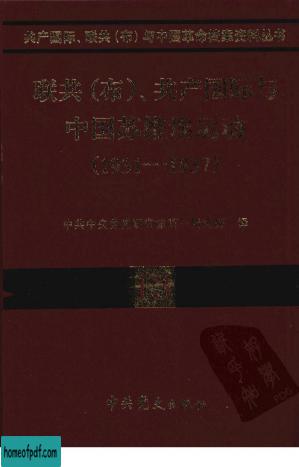 共产国际、联共(布)与中国革命档案资料丛书
联共(布)、共产国际与
中国苏维埃运动
(1931—1937)
中共中央党史研究室第一研究部 译
中共党史出版社
homeofpdf.com